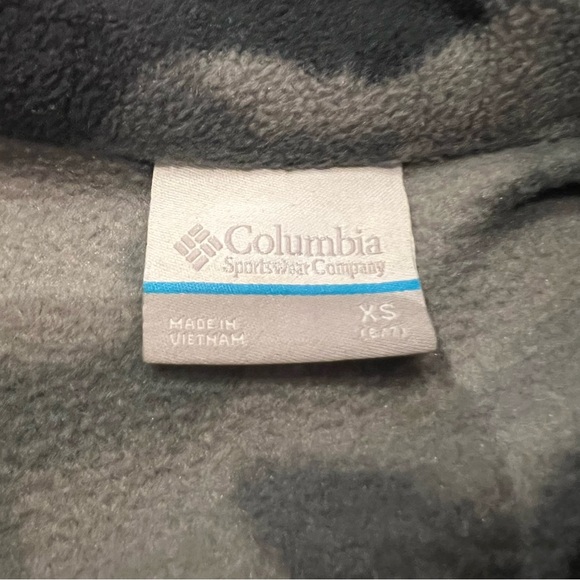 Columbia
Sportswear Company
MADE IN
VIETNAM
XS